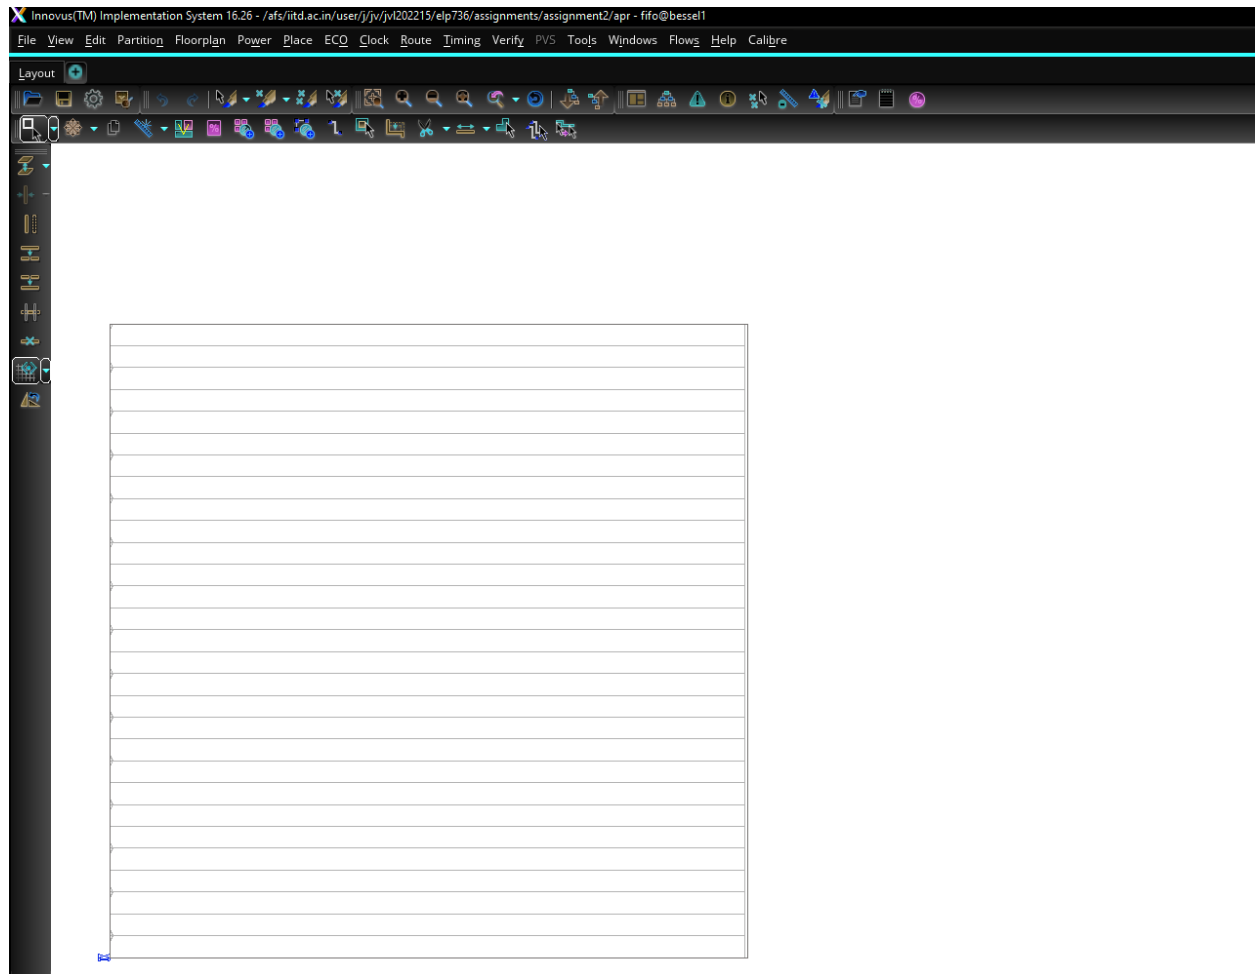 Innovus(TM) Implementation System 16.26 - /afs/iitd.ac.in/user/j/jv/jvl202215/elp736/assignments/assignment2/apr - fifo@bessel1
File View Edit Partition Floorplan Power Place ECO Clock Route Timing Verify PVS Tools Windows Flows Help Calibre
Layout